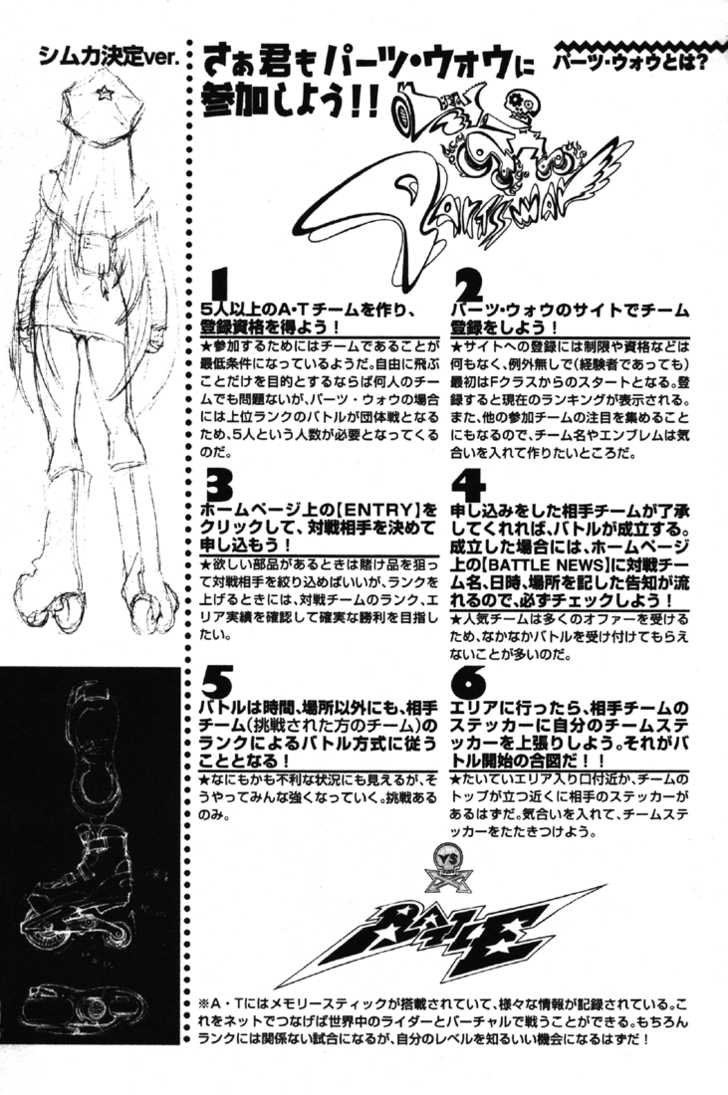 シムカ決定ver.
さぁ君もパーツ・ウォウに
参加しよう!!
パーツ・ウォウとは?
PARTS WAR
1
5人以上のA・Tチームを作り、
登録資格を得よう!
★参加するためにはチームであることが
最低条件になっているようだ。自由に飛ぶ
ことだけを目的とするならば何人のチー
ムでも問題ないが、パーツ・ウォウの場合
には上位ランクのバトルが団体戦となる
ため、5人という人数が必要となってくる
のだ。
2
パーツ・ウォウのサイトでチーム
登録をしよう!
★サイトへの登録には制限や資格などは
何もなく、例外無しで(経験者であっても)
最初はFクラスからのスタートとなる。登
録すると現在のランキングが表示される。
また、他の参加チームの注目を集めること
にもなるので、チーム名やエンブレムは気
合いを入れて作りたいところだ。
3
ホームページ上の【ENTRY】を
クリックして、対戦相手を決めて
申し込もう!
★欲しい部品があるときは賭け品を狙っ
て対戦相手を絞り込めばいいが、ランクを
上げるときには、対戦チームのランク、エ
リア実績を確認して確実な勝利を目指し
たい。
4
申し込みをした相手チームが了承
してくれれば、バトルが成立する。
成立した場合には、ホームページ
上の【BATTLE NEWS】に対戦チー
ム名、日時、場所を記した告知が流
れるので、必ずチェックしよう!
★人気チームは多くのオファーを受ける
ため、なかなかバトルを受け付けてもらえ
ないことが多いのだ。
5
バトルは時間、場所以外にも、相手
チーム(挑戦された方のチーム)の
ランクによるバトル方式に従う
こととなる!
★なにもかも不利な状況にも見えるが、そ
うやってみんな強くなっていく。挑戦ある
のみ。
6
エリアに行ったら、相手チームの
ステッカーに自分のチームステ
ッカーを上張りしよう。それがバ
トル開始の合図だ!!
★たいていエリア入り口付近か、チームの
トップが立つ近くに相手のステッカーが
あるはずだ。気合いを入れて、チームステ
ッカーをたたきつけよう。
VS
BATTLE
※A・Tにはメモリースティックが搭載されていて、様々な情報が記録されている。こ
れをネットでつなげば世界中のライダーとバーチャルで戦うことができる。もちろん
ランクには関係ない試合になるが、自分のレベルを知るいい機会になるはずだ!